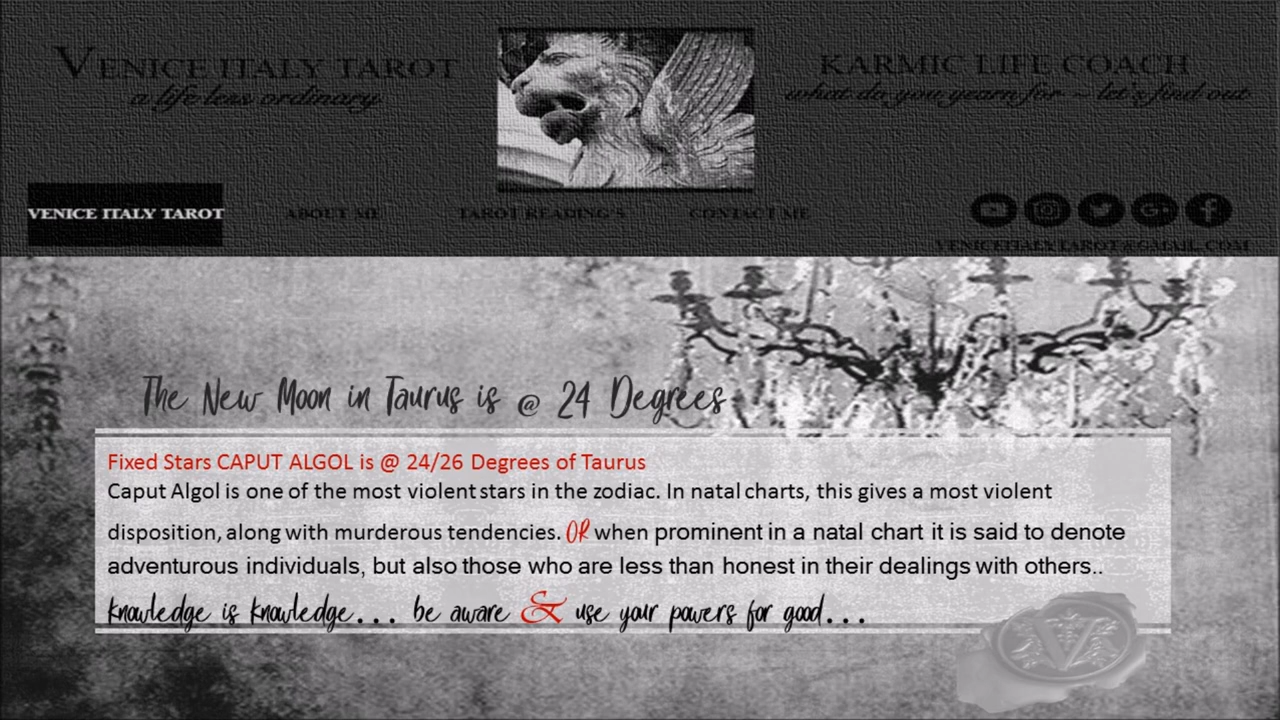 VENICE ITALY TAROT
a life less ordinary
KARMIC LIFE COACH
what do you yearn for ~ let's find out
VENICE ITALY TAROT ABOUT ME TAROT READING'S CONTACT ME
G+ f
VENICEITALYTAROT@GMAIL.COM
The New Moon in Taurus is @ 24 Degrees
Fixed Stars CAPUT ALGOL is @ 24/26 Degrees of Taurus
Caput Algol is one of the most violent stars in the zodiac. In natal charts, this gives a most violent
disposition, along with murderous tendencies. OR when prominent in a natal chart it is said to denote
adventurous individuals, but also those who are less than honest in their dealings with others..
knowledge is knowledge... be aware & use your powers for good...
V